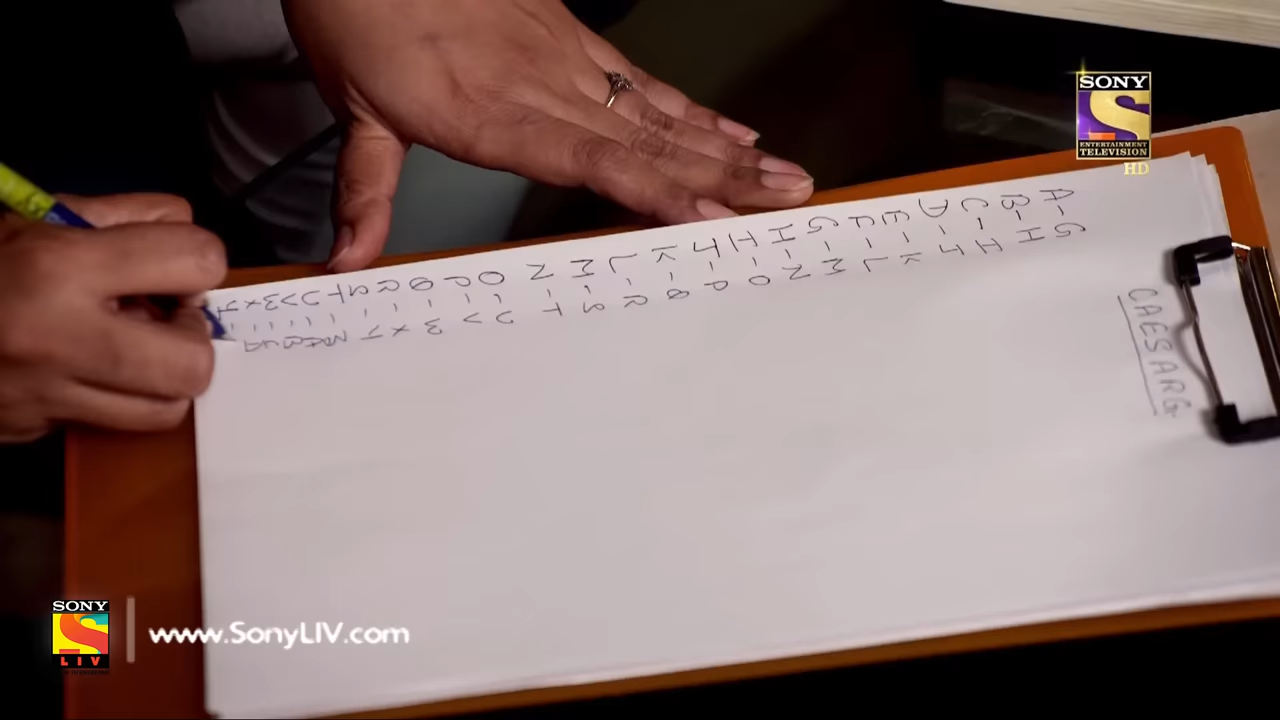 SONY
ENTERTAINMENT
TELEVISION
HD
CAESAR G
A - G
B - H
C - I
D - J
E - K
F - L
G - M
H - N
I - O
J - P
K - Q
L - R
M - S
N - T
O - U
P - V
Q - W
R - X
S - Y
T - Z
SONY
LIV
www.SonyLIV.com